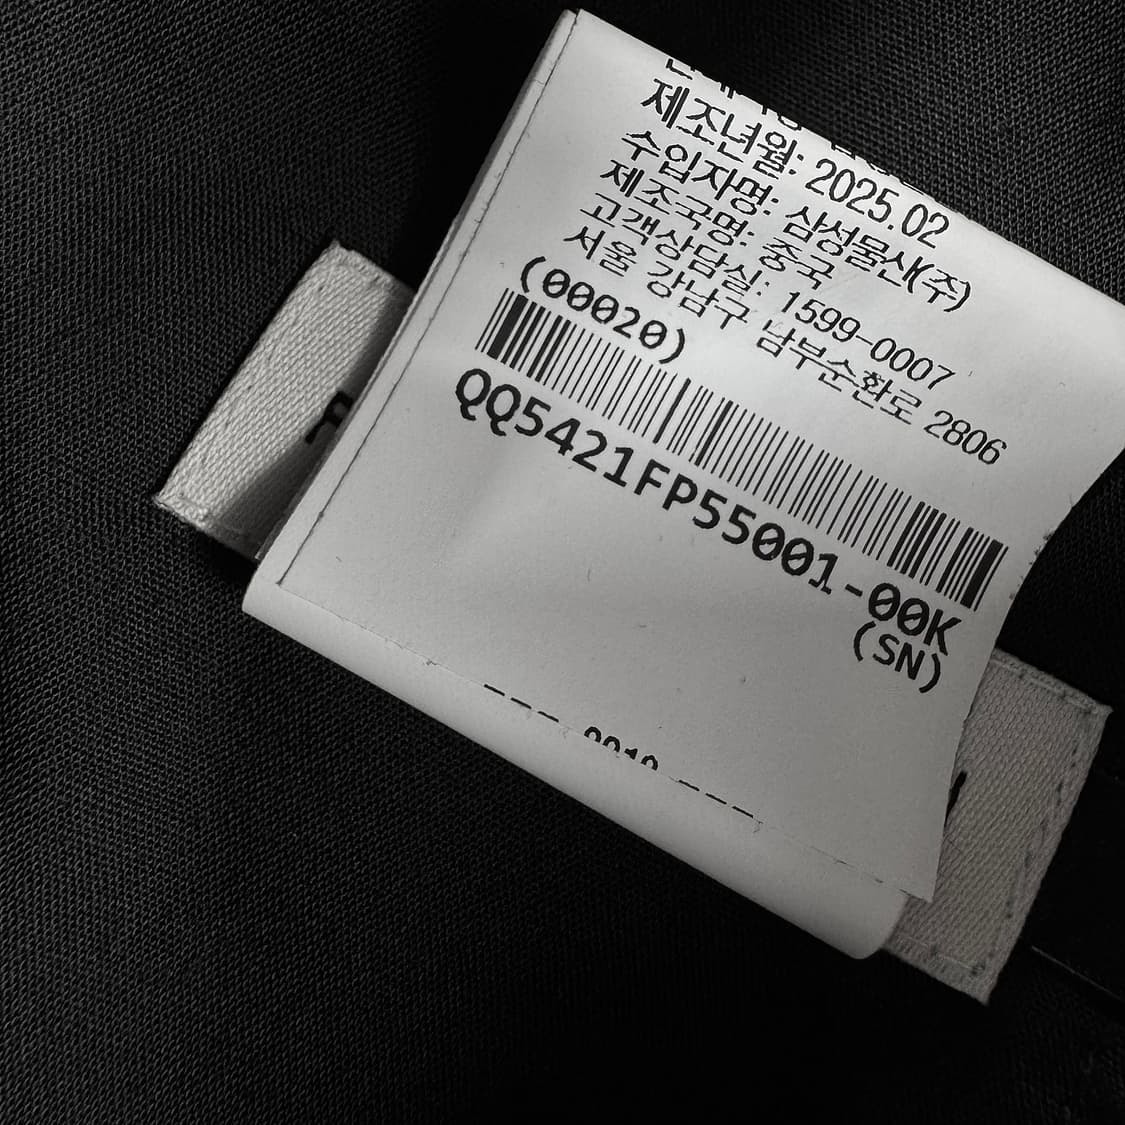 제조년월: 2025.02
수입자명: 삼성물산(주)
제조국명: 중국
고객상담실: 1599-0007
서울 강남구 남부순환로 2806
(00020)
QQ5421FP55001-00K
(SN)